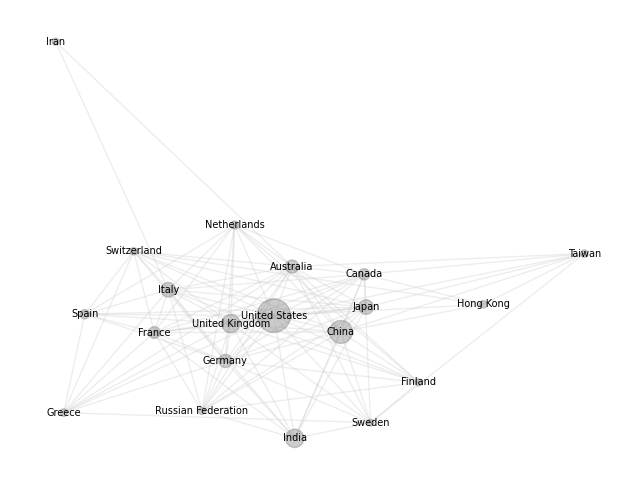 Iran
Netherlands
Switzerland
Taiwan
Australia
Canada
Italy
Hong Kong
Japan
Spain
United States
United Kingdom
France
China
Germany
Finland
Greece
Russian Federation
Sweden
India